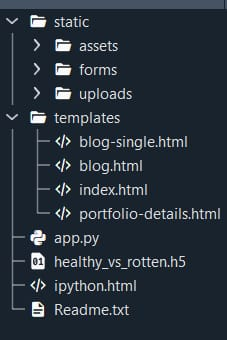 static
assets
forms
uploads
templates
blog-single.html
blog.html
index.html
portfolio-details.html
app.py
healthy_vs_rotten.h5
ipython.html
Readme.txt